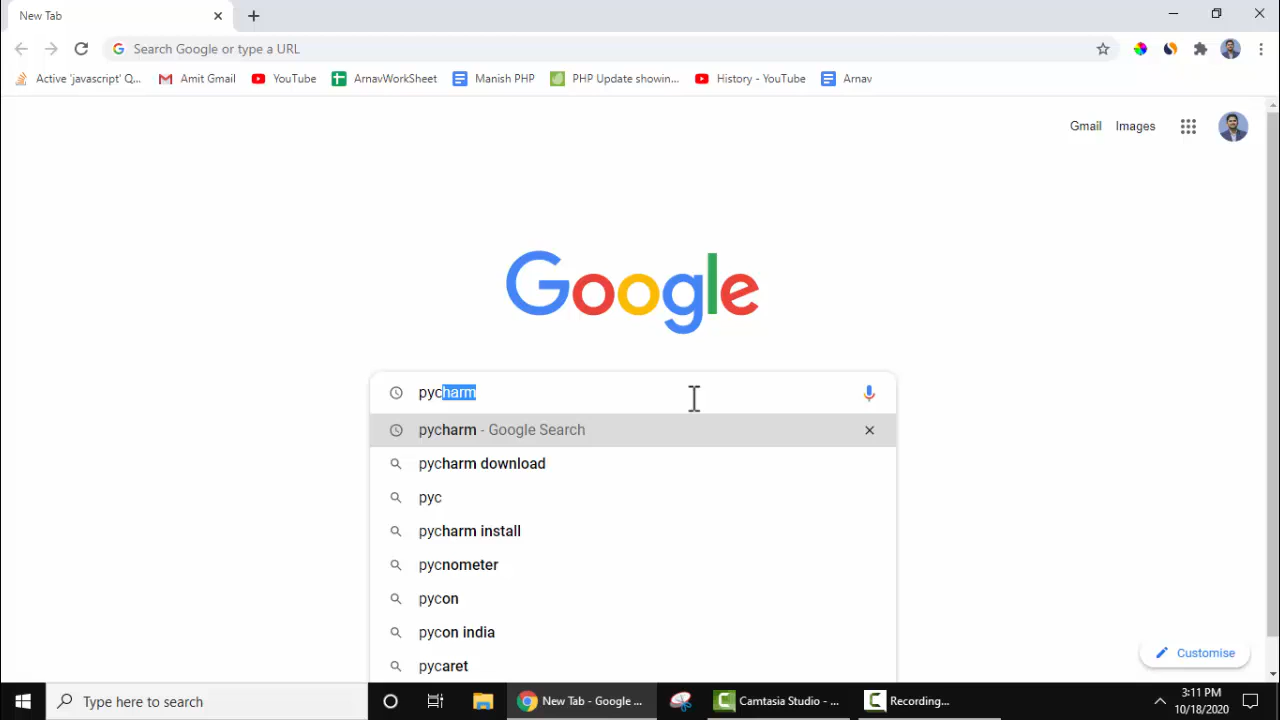 New Tab
Search Google or type a URL
Active 'javascript' Q...
Amit Gmail
YouTube
ArnavWorkSheet
Manish PHP
PHP Update showin...
History - YouTube
Arnav
Gmail
Images
Google
pycharm
pycharm - Google Search
pycharm download
pyc
pycharm install
pycnometer
pycon
pycon india
pycaret
Customise
Type here to search
New Tab - Google ...
Camtasia Studio - ...
Recording...
3:11 PM
10/18/2020